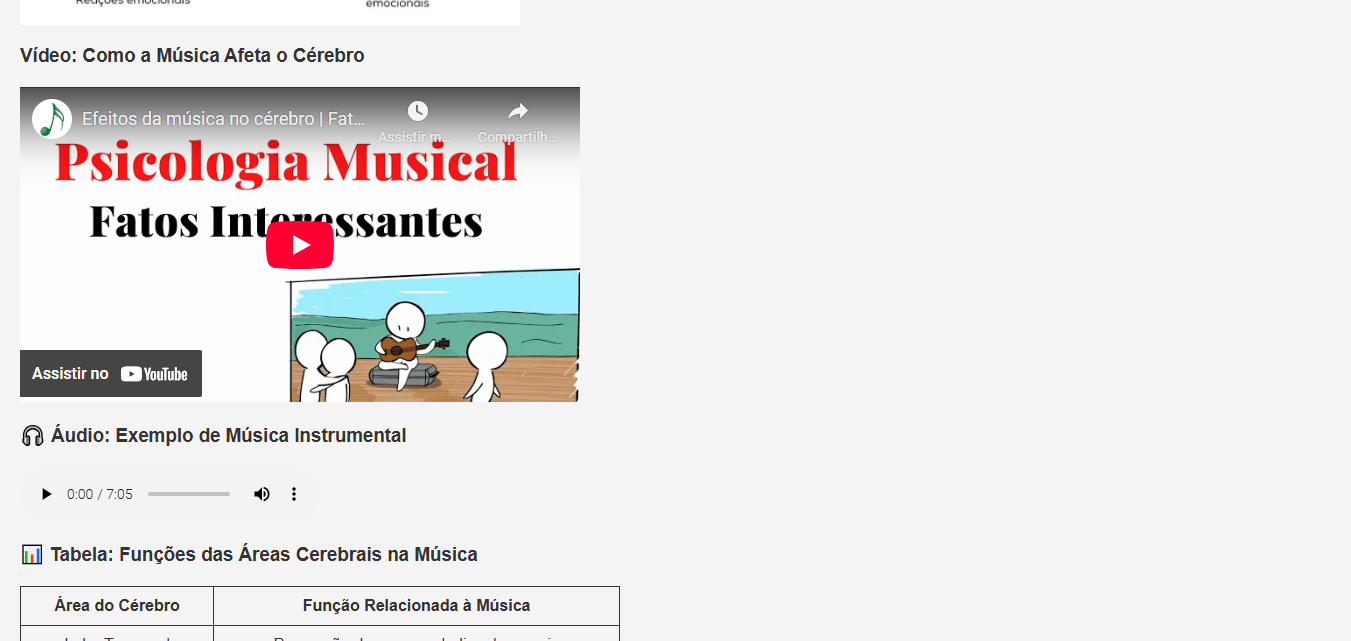 Reações emocionais
emocionais
Vídeo: Como a Música Afeta o Cérebro
Efeitos da música no cérebro | Fat...
Assistir m...
Compartilh...
Psicologia Musical
Fatos Interessantes
Assistir no YouTube
Áudio: Exemplo de Música Instrumental
0:00 / 7:05
Tabela: Funções das Áreas Cerebrais na Música
Área do Cérebro
Função Relacionada à Música